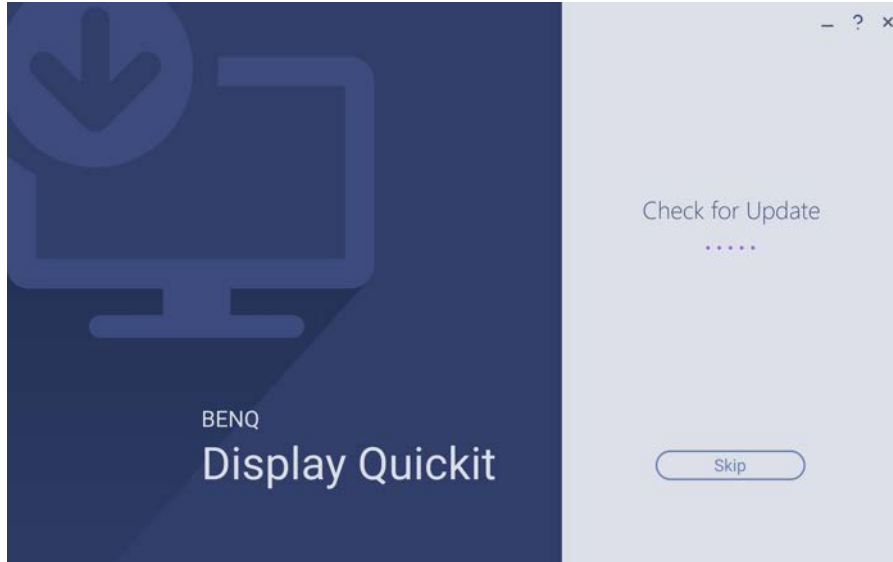 – ? ×
Check for Update
BENQ
Display Quickit
Skip